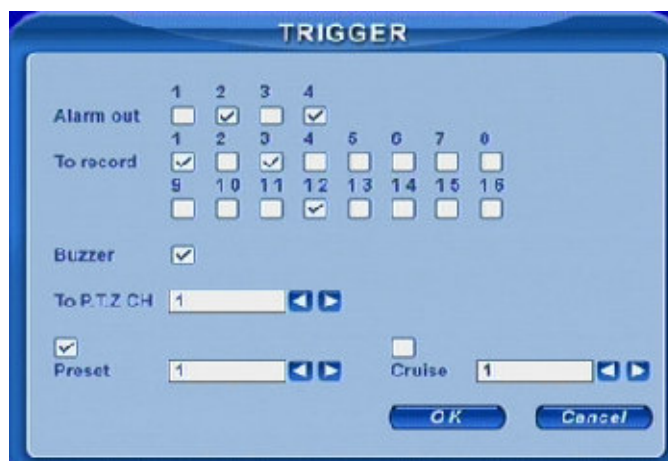 TRIGGER
1 2 3 4
Alarm out
1 2 3 4 5 6 7 8
To record
9 10 11 12 13 14 15 16
Buzzer
To P.T.Z CH 1
Preset 1 Cruise 1
OK Cancel